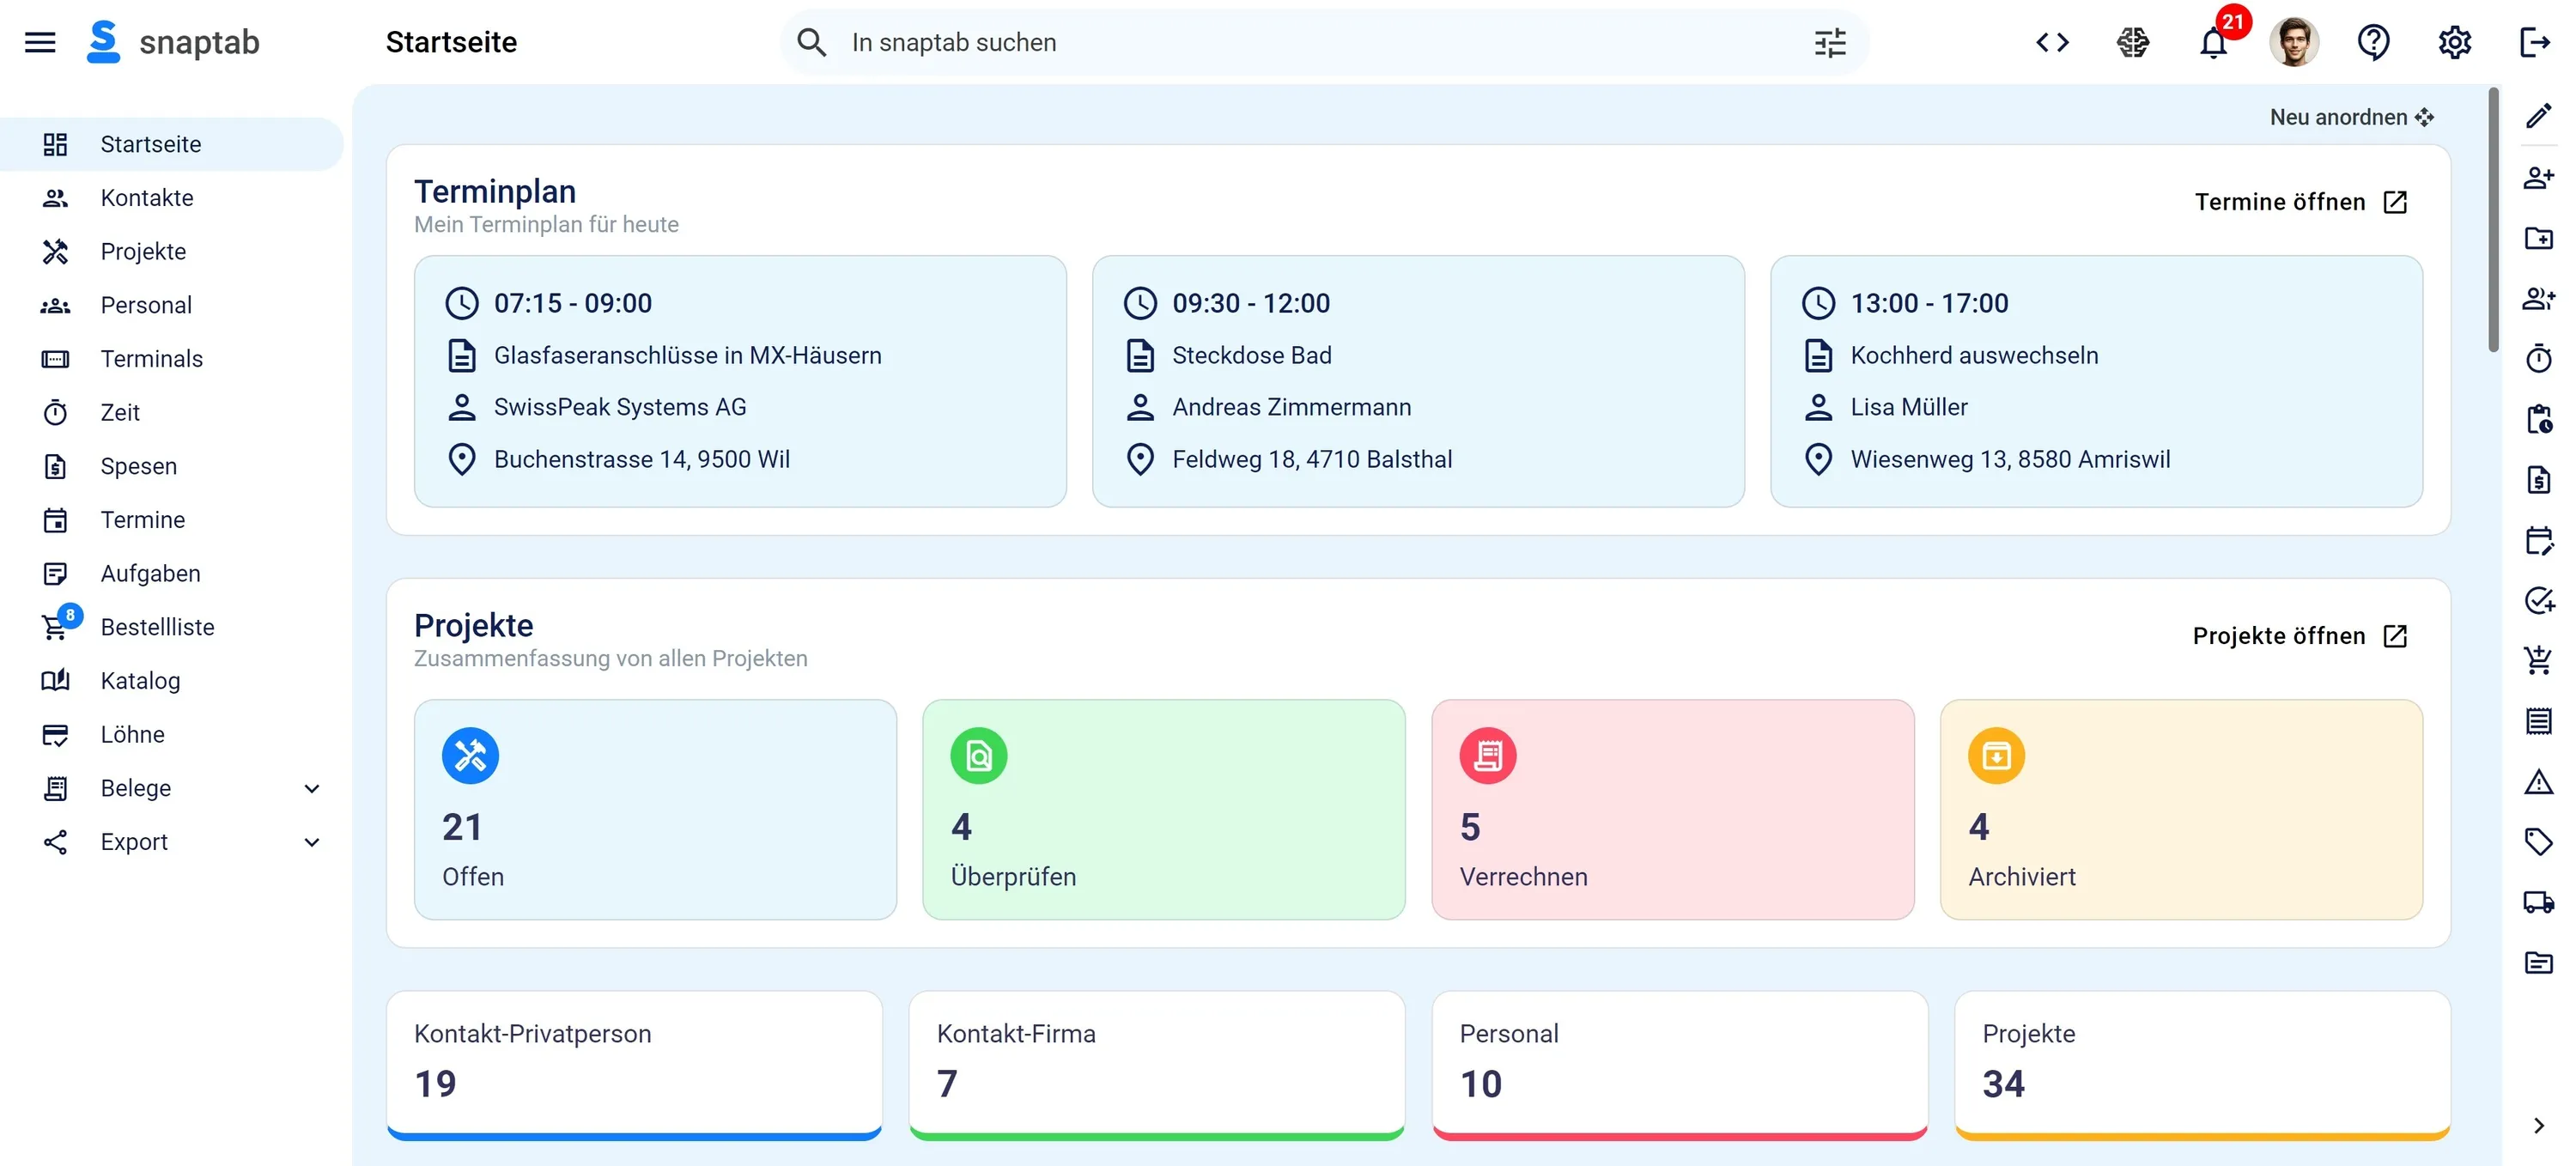 snaptab
Startseite
In snaptab suchen
21
Startseite
Kontakte
Projekte
Personal
Terminals
Zeit
Spesen
Termine
Aufgaben
8
Bestellliste
Katalog
Löhne
Belege
Export
Neu anordnen
Terminplan
Mein Terminplan für heute
Termine öffnen
07:15 - 09:00
Glasfaseranschlüsse in MX-Häusern
SwissPeak Systems AG
Buchenstrasse 14, 9500 Wil
09:30 - 12:00
Steckdose Bad
Andreas Zimmermann
Feldweg 18, 4710 Balsthal
13:00 - 17:00
Kochherd auswechseln
Lisa Müller
Wiesenweg 13, 8580 Amriswil
Projekte
Zusammenfassung von allen Projekten
Projekte öffnen
21
Offen
4
Überprüfen
5
Verrechnen
4
Archiviert
Kontakt-Privatperson
19
Kontakt-Firma
7
Personal
10
Projekte
34